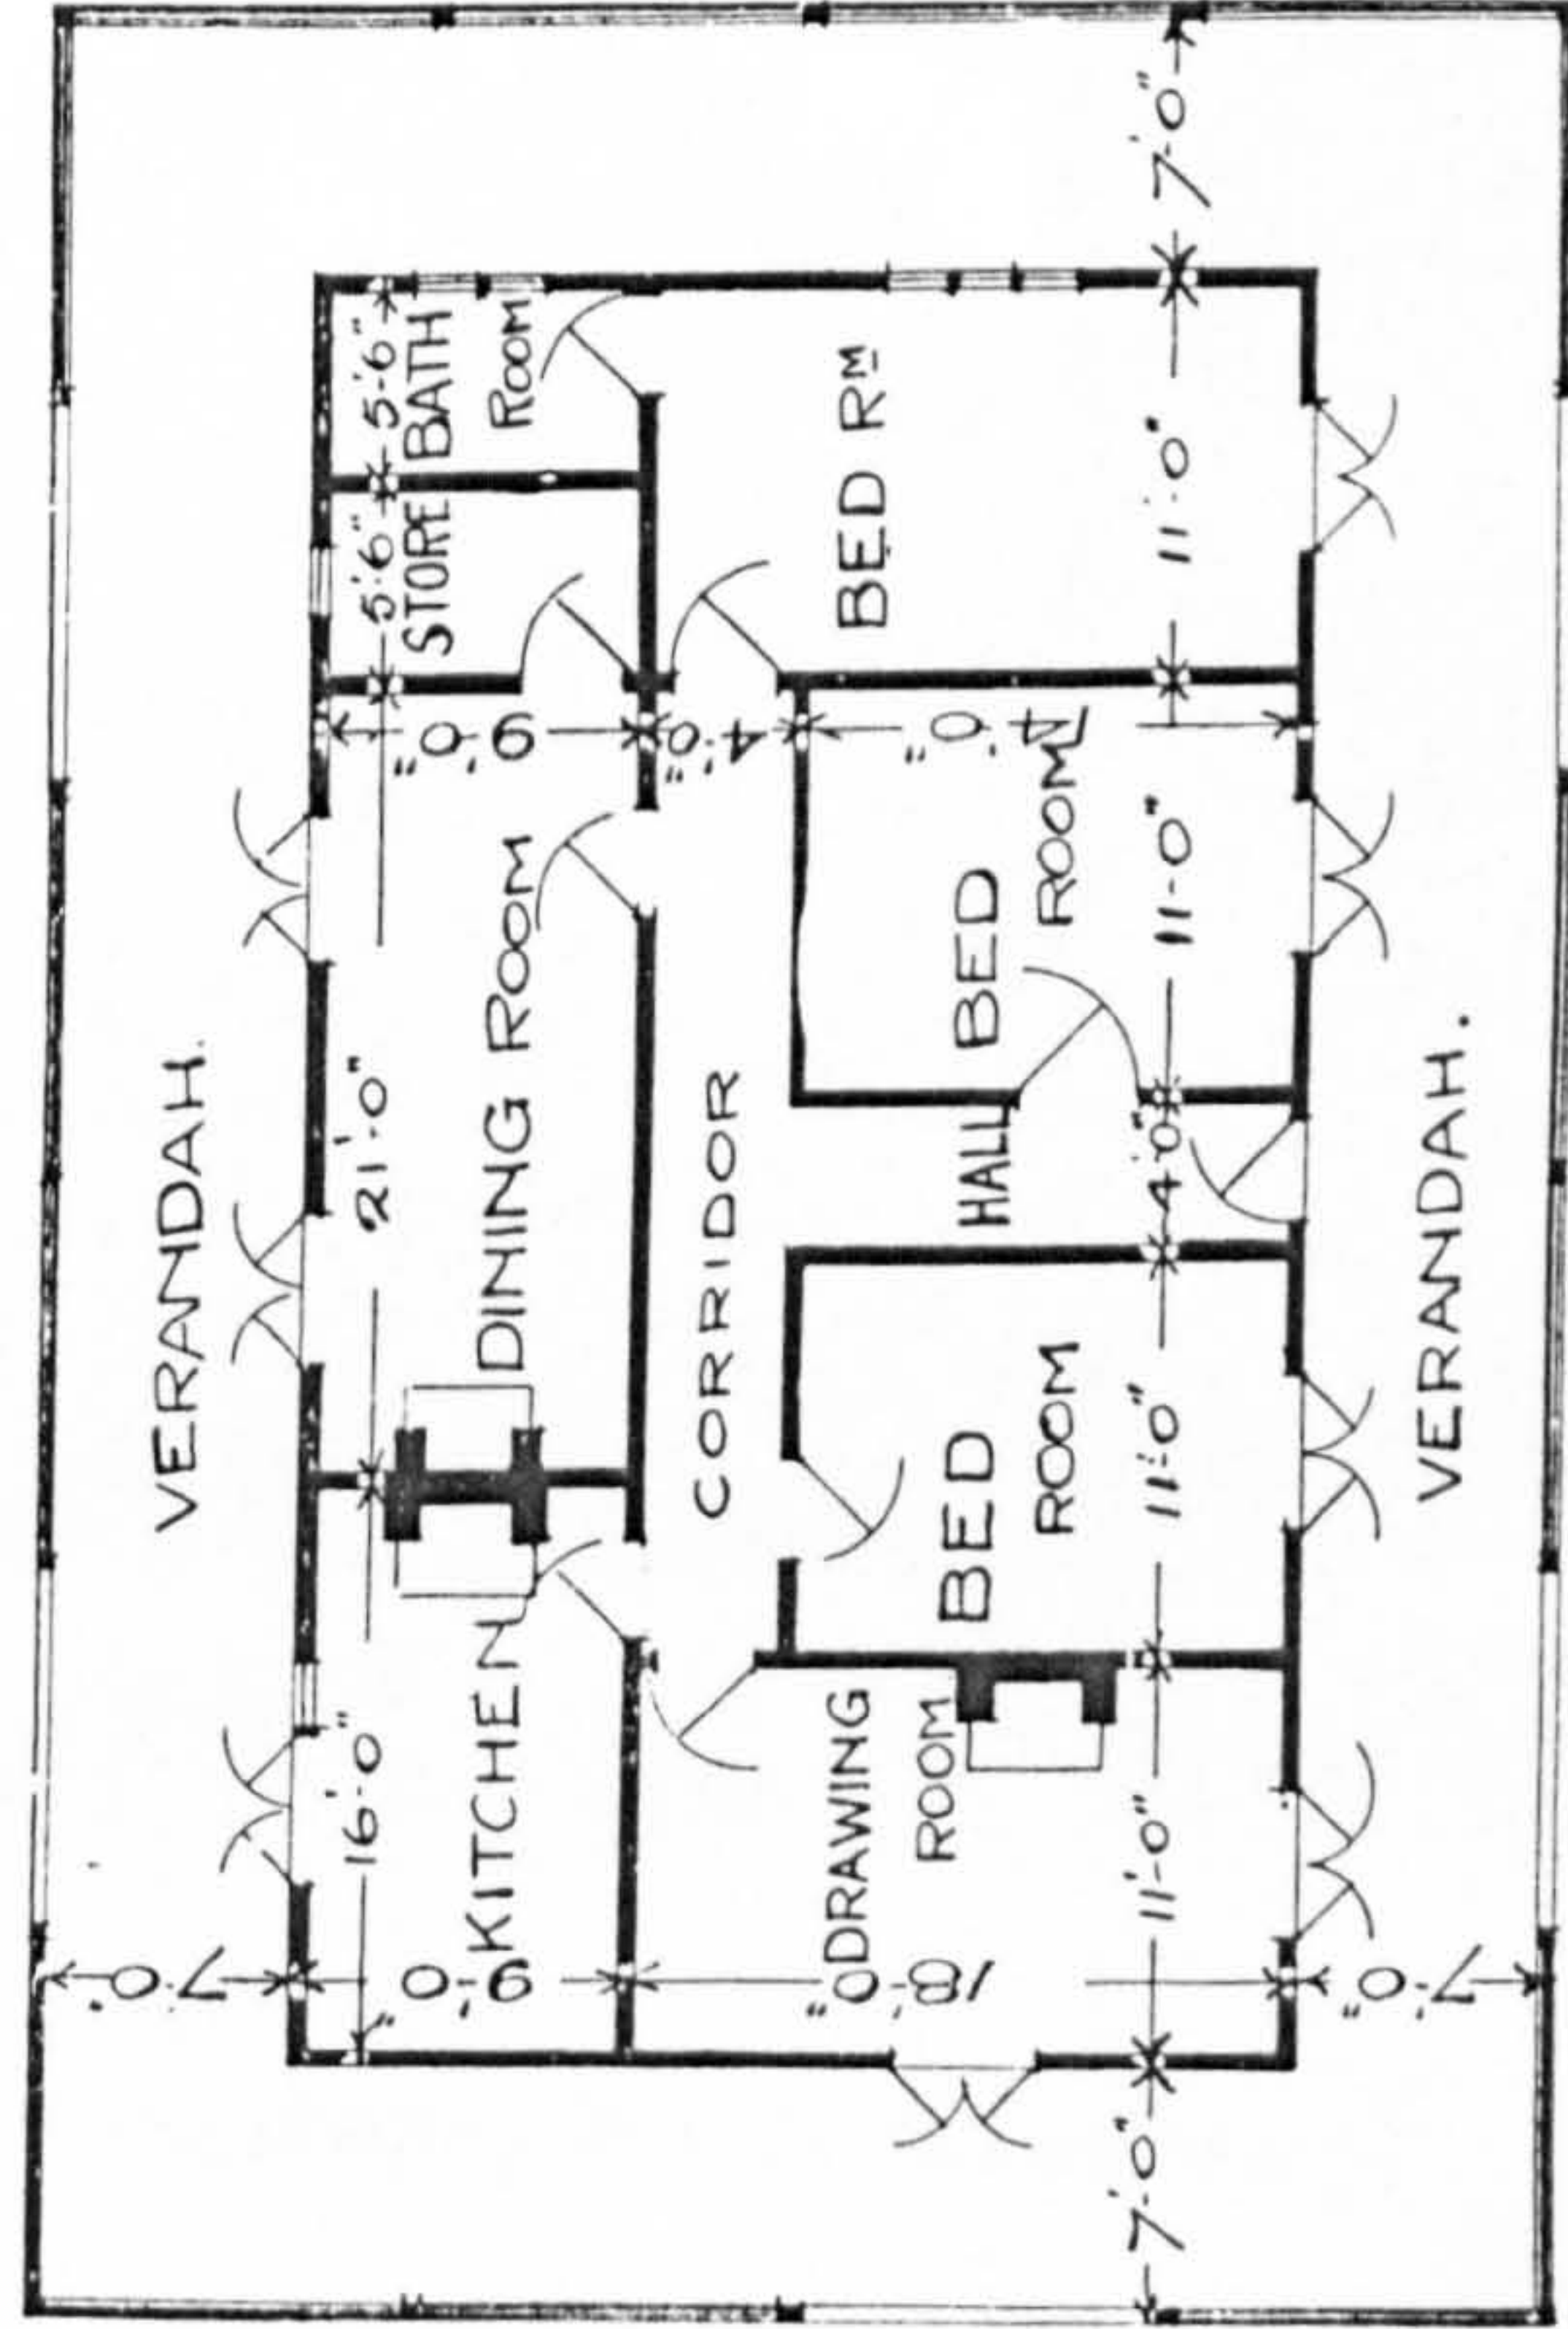 VERANDAH.
7'-0"
16'-0"
21'-0"
5'-6"
5'-6"
STORE
BATH
ROOM
KITCHEN
DINING ROOM
9'-0"
9'-0"
CORRIDOR
4'-0"
DRAWING
ROOM
BED
ROOM
HALL
BED
ROOM
BED RM
18'-0"
14'-0"
7'-0"
11'-0"
11'-0"
4'-0"
11'-0"
11'-0"
7'-0"
7'-0"
VERANDAH.